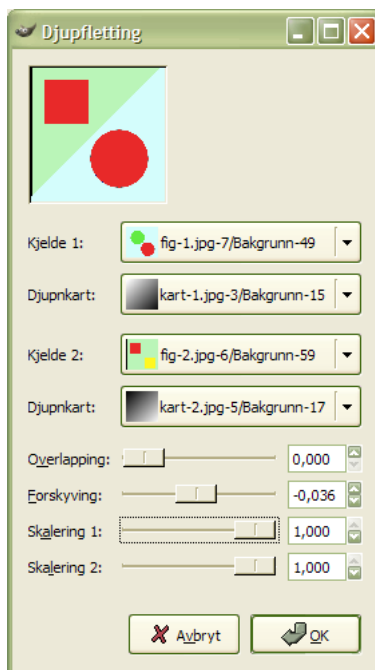 Djupfletting
Kjelde 1: fig-1.jpg-7/Bakgrunn-49
Djupnkart: kart-1.jpg-3/Bakgrunn-15
Kjelde 2: fig-2.jpg-6/Bakgrunn-59
Djupnkart: kart-2.jpg-5/Bakgrunn-17
Overlapping: 0,000
Forskyving: -0,036
Skalering 1: 1,000
Skalering 2: 1,000
Avbryt OK